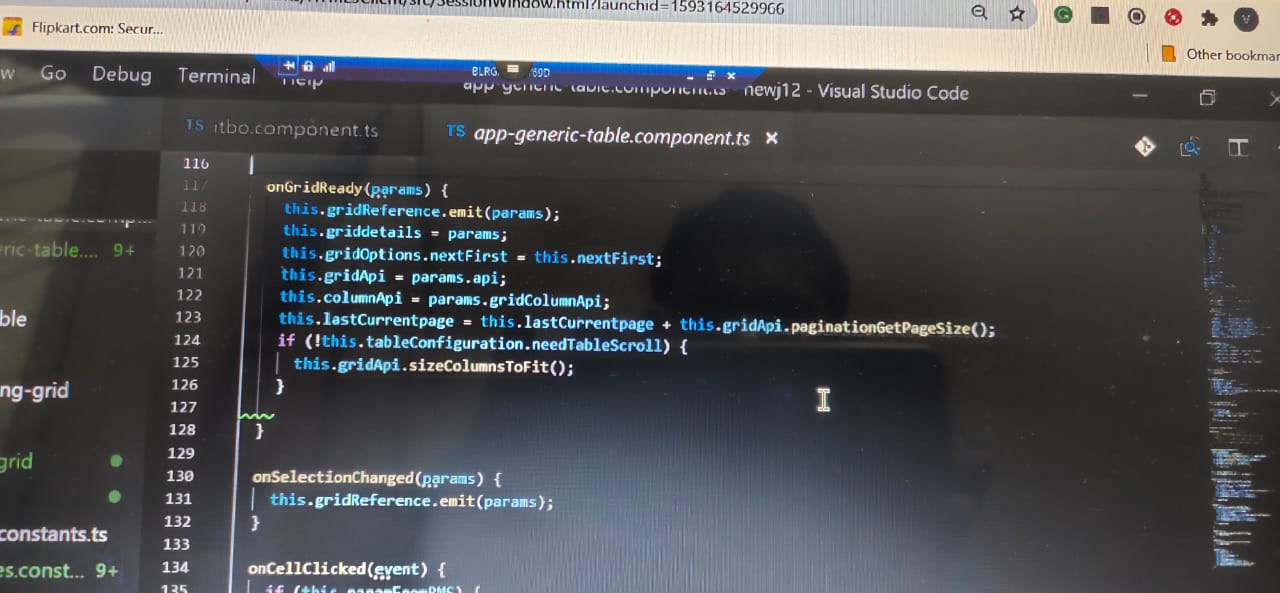 src/SessionWindow.html?launchid=1593164529966
Flipkart.com: Secur...
Other bookmar
w Go Debug Terminal Help
BLRG
app-generic-table.component.ts newj12 - Visual Studio Code
TS itbo.component.ts
TS app-generic-table.component.ts
116
117 onGridReady(params) {
118 this.gridReference.emit(params);
119 this.griddetails = params;
120 this.gridOptions.nextFirst = this.nextFirst;
121 this.gridApi = params.api;
122 this.columnApi = params.gridColumnApi;
123 this.lastCurrentpage = this.lastCurrentpage + this.gridApi.paginationGetPageSize();
124 if (!this.tableConfiguration.needTableScroll) {
125 this.gridApi.sizeColumnsToFit();
126 }
127
128 }
129
130 onSelectionChanged(params) {
131 this.gridReference.emit(params);
132 }
133
134 onCellClicked(event) {
135 if (this.
ric-table.... 9+
ble
ng-grid
grid
constants.ts
es.const... 9+